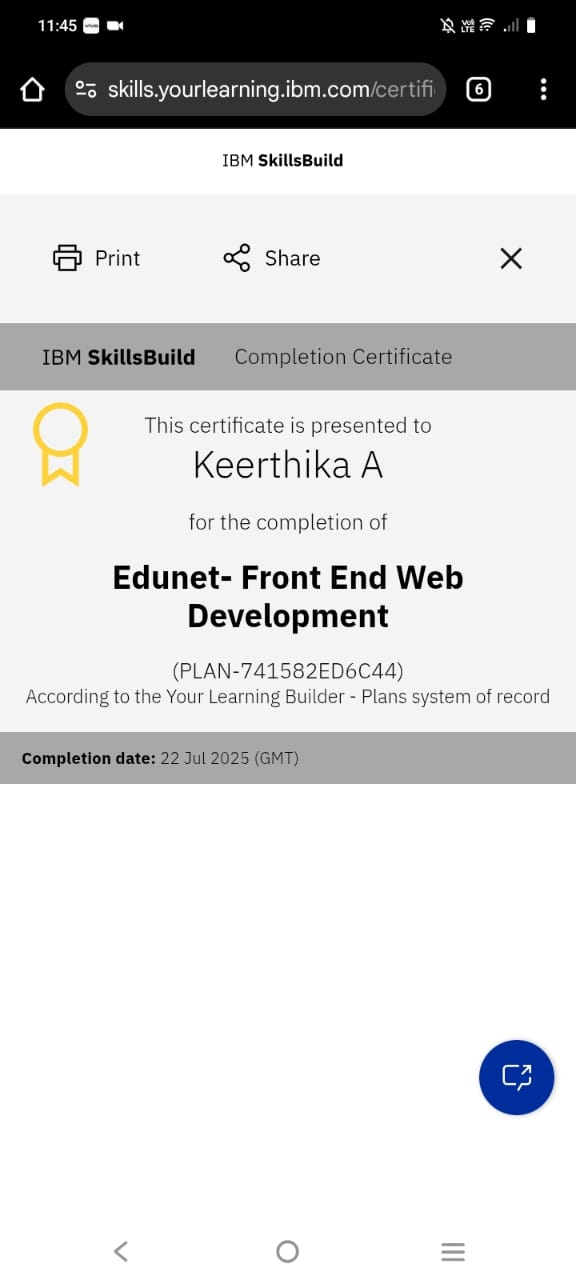 11:45
Vo)) LTE
skills.yourlearning.ibm.com/certifi
6
IBM SkillsBuild
Print
Share
IBM SkillsBuild Completion Certificate
This certificate is presented to
Keerthika A
for the completion of
Edunet- Front End Web
Development
(PLAN-741582ED6C44)
According to the Your Learning Builder - Plans system of record
Completion date: 22 Jul 2025 (GMT)